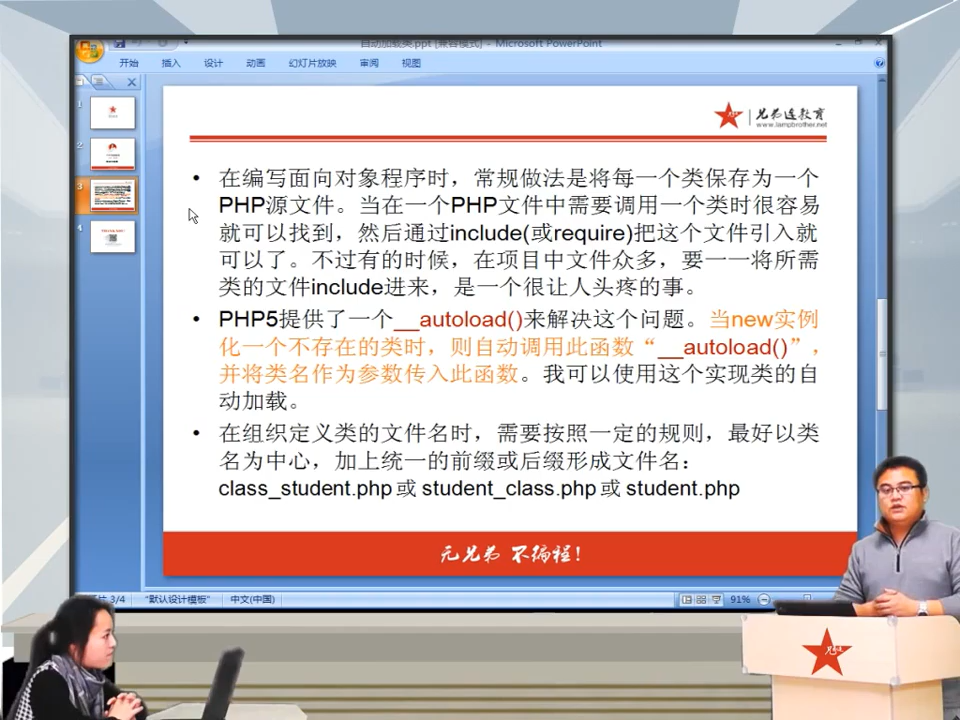 自动加载类.ppt [兼容模式] - Microsoft PowerPoint
开始 插入 设计 动画 幻灯片放映 审阅 视图
1
2
3
4
兄弟连教育
www.lampbrother.net
• 在编写面向对象程序时，常规做法是将每一个类保存为一个
PHP源文件。当在一个PHP文件中需要调用一个类时很容易
就可以找到，然后通过include(或require)把这个文件引入就
可以了。不过有的时候，在项目中文件众多，要一一将所需
类的文件include进来，是一个很让人头疼的事。
• PHP5提供了一个__autoload()来解决这个问题。当new实例
化一个不存在的类时，则自动调用此函数“__autoload()”，
并将类名作为参数传入此函数。我可以使用这个实现类的自
动加载。
• 在组织定义类的文件名时，需要按照一定的规则，最好以类
名为中心，加上统一的前缀或后缀形成文件名：
class_student.php 或 student_class.php 或 student.php
无兄弟 不编程!
3/4 "默认设计模板" 中文(中国) 91%